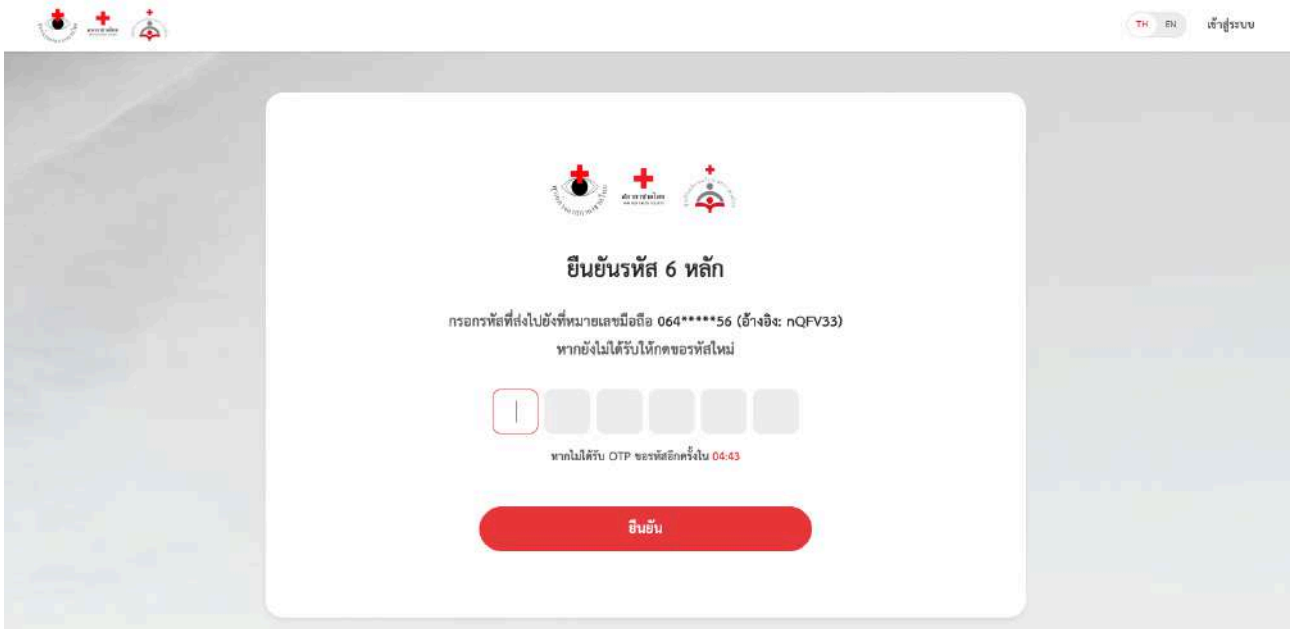 TH EN เข้าสู่ระบบ
ยืนยันรหัส 6 หลัก
กรอกรหัสที่ส่งไปยังที่หมายเลขมือถือ 064*****56 (อ้างอิง: nQFV33)
หากยังไม่ได้รับให้กดขอรหัสใหม่
หากไม่ได้รับ OTP ขอรหัสอีกครั้งใน 04:43
ยืนยัน